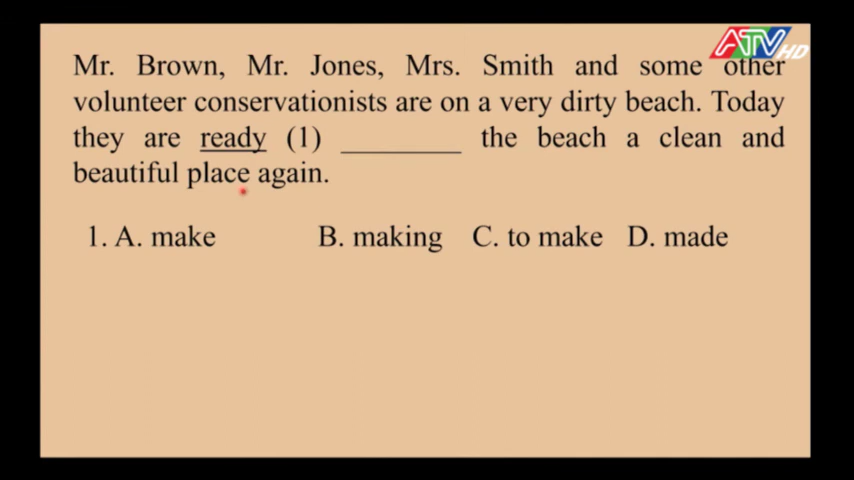 ATV HD
Mr. Brown, Mr. Jones, Mrs. Smith and some other
volunteer conservationists are on a very dirty beach. Today
they are ready (1) ________ the beach a clean and
beautiful place again.
1. A. make B. making C. to make D. made